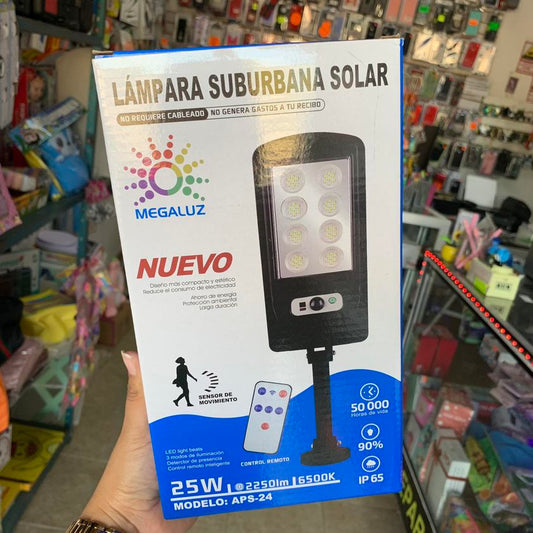 LÁMPARA SUBURBANA SOLAR
NO REQUIERE CABLEADO NO GENERA GASTOS A TU RECIBO
MEGALUZ
NUEVO
Diseño más compacto y estético
Reduce el consumo de electricidad
Ahorro de energia
Protección ambiental
Larga duración
SENSOR DE
MOVIMIENTO
LED light beats
3 modos de iluminación
Detector de presencia
Control remoto inteligente
CONTROL REMOTO
50 000
Horas de vida
90%
IP 65
25W 2250lm 6500K
MODELO: APS-24